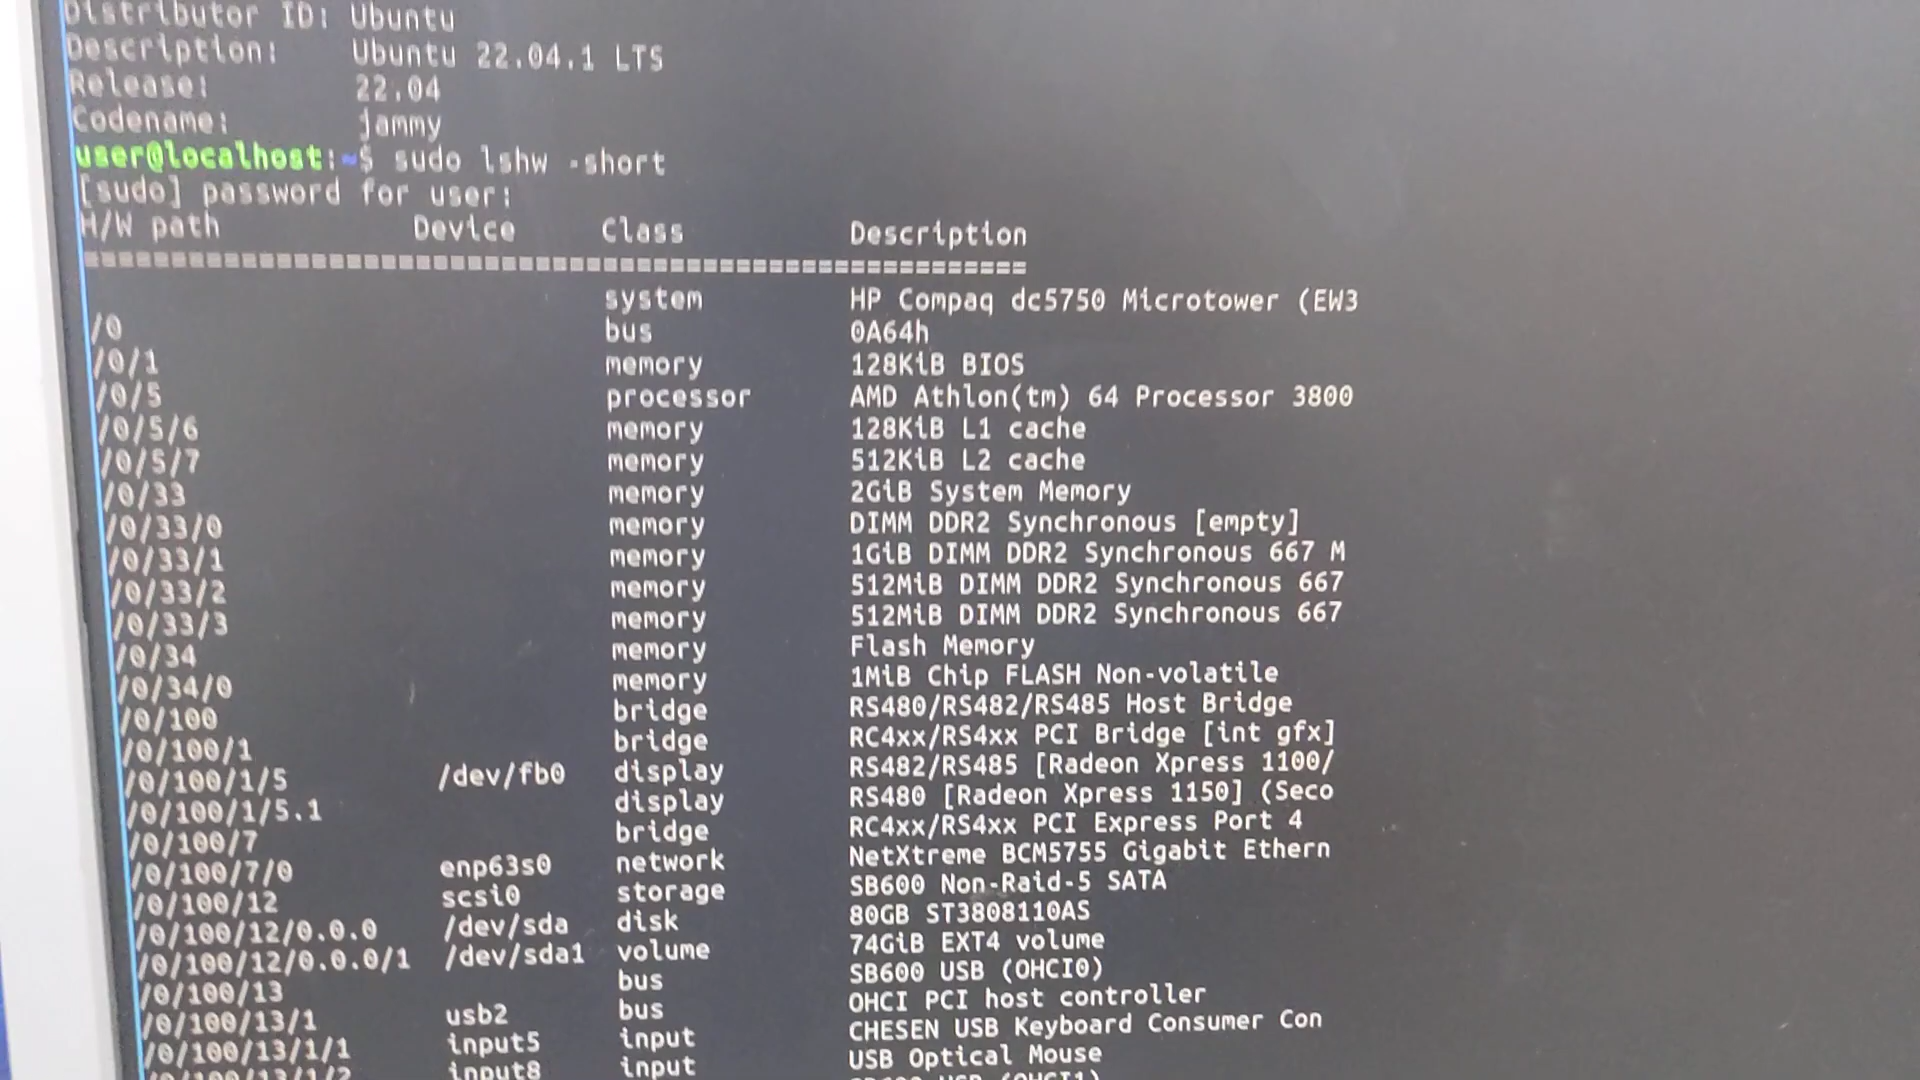 Distributor ID: Ubuntu
Description:    Ubuntu 22.04.1 LTS
Release:        22.04
Codename:       jammy
user@localhost:~$ sudo lshw -short
[sudo] password for user:
H/W path            Device      Class       Description
=======================================================
                                system      HP Compaq dc5750 Microtower (EW3
/0                              bus         0A64h
/0/1                            memory      128KiB BIOS
/0/5                            processor   AMD Athlon(tm) 64 Processor 3800
/0/5/6                          memory      128KiB L1 cache
/0/5/7                          memory      512KiB L2 cache
/0/33                           memory      2GiB System Memory
/0/33/0                         memory      DIMM DDR2 Synchronous [empty]
/0/33/1                         memory      1GiB DIMM DDR2 Synchronous 667 M
/0/33/2                         memory      512MiB DIMM DDR2 Synchronous 667
/0/33/3                         memory      512MiB DIMM DDR2 Synchronous 667
/0/34                           memory      Flash Memory
/0/34/0                         memory      1MiB Chip FLASH Non-volatile
/0/100                          bridge      RS480/RS482/RS485 Host Bridge
/0/100/1                        bridge      RC4xx/RS4xx PCI Bridge [int gfx]
/0/100/1/5          /dev/fb0    display     RS482/RS485 [Radeon Xpress 1100/
/0/100/1/5.1                    display     RS480 [Radeon Xpress 1150] (Seco
/0/100/7                        bridge      RC4xx/RS4xx PCI Express Port 4
/0/100/7/0          enp63s0     network     NetXtreme BCM5755 Gigabit Ethern
/0/100/12           scsi0       storage     SB600 Non-Raid-5 SATA
/0/100/12/0.0.0     /dev/sda    disk        80GB ST3808110AS
/0/100/12/0.0.0/1   /dev/sda1   volume      74GiB EXT4 volume
/0/100/13                       bus         SB600 USB (OHCI0)
/0/100/13/1         usb2        bus         OHCI PCI host controller
/0/100/13/1/1       input5      input       CHESEN USB Keyboard Consumer Con
/0/100/13/1/2       input8      input       USB Optical Mouse
SB600 USB (OHCI1)